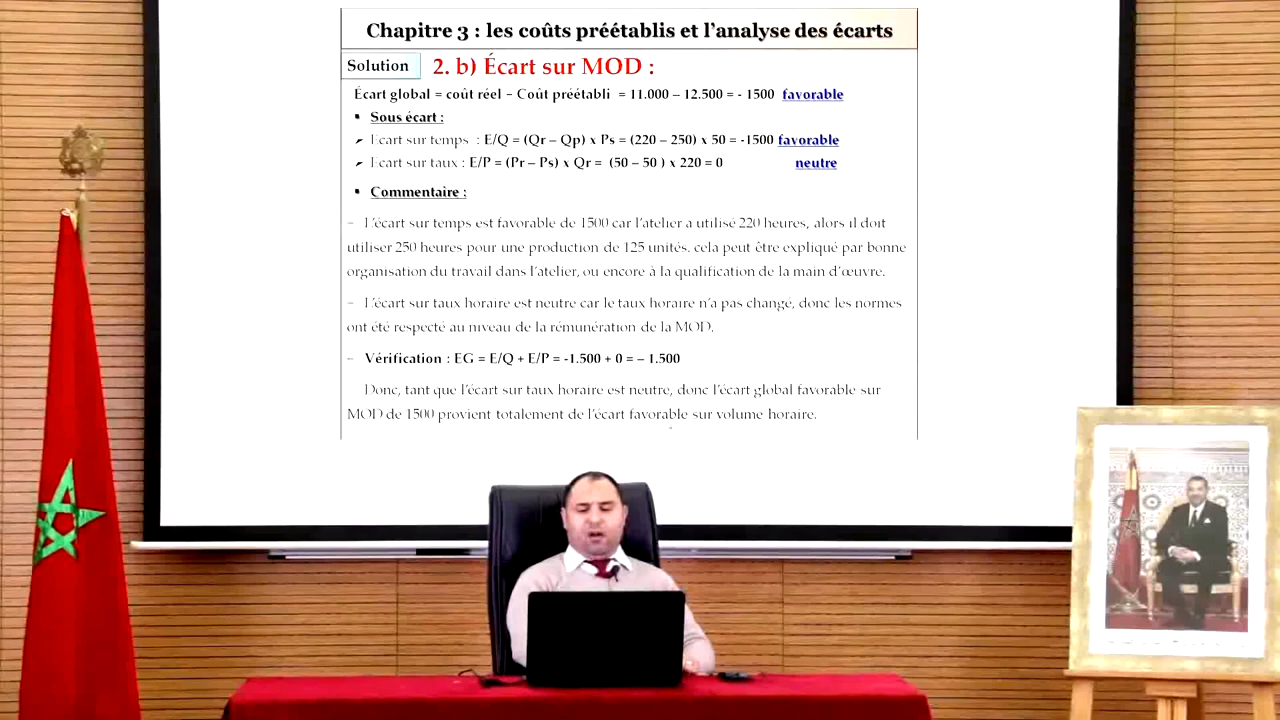 Chapitre 3 : les coûts préétablis et l'analyse des écarts
Solution
2. b) Écart sur MOD :
Écart global = coût réel – Coût préétabli = 11.000 – 12.500 = - 1500 favorable
▪ Sous écart :
➢ Ecart sur temps : E/Q = (Qr – Qp) x Ps = (220 – 250) x 50 = -1500 favorable
➢ Ecart sur taux : E/P = (Pr – Ps) x Qr = (50 – 50 ) x 220 = 0 neutre
▪ Commentaire :
– L'écart sur temps est favorable de 1500 car l'atelier a utilisé 220 heures, alors il doit
utiliser 250 heures pour une production de 125 unités. cela peut être expliqué par bonne
organisation du travail dans l'atelier, ou encore à la qualification de la main d'œuvre.
– L'écart sur taux horaire est neutre car le taux horaire n'a pas changé, donc les normes
ont été respecté au niveau de la rémunération de la MOD.
– Vérification : EG = E/Q + E/P = -1.500 + 0 = – 1.500
Donc, tant que l'écart sur taux horaire est neutre, donc l'écart global favorable sur
MOD de 1500 provient totalement de l'écart favorable sur volume horaire.